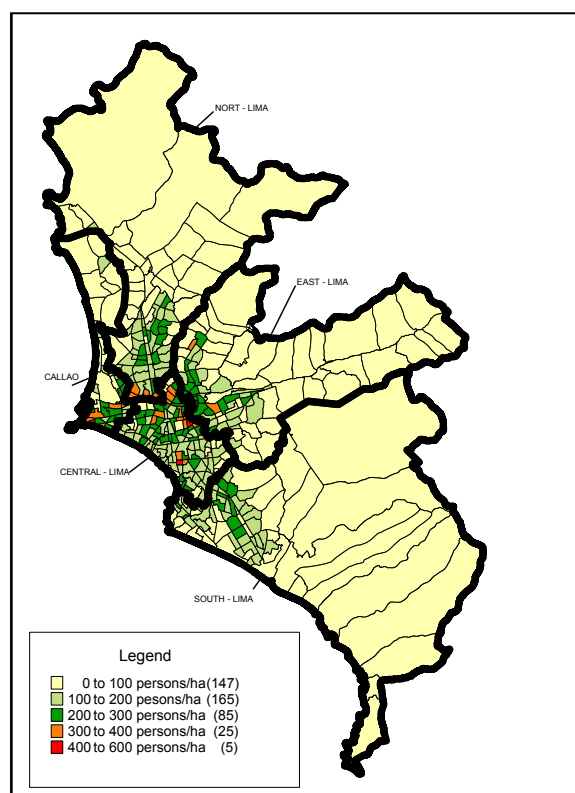 NORT - LIMA
EAST - LIMA
CALLAO
CENTRAL - LIMA
SOUTH - LIMA
Legend
0 to 100 persons/ha(147)
100 to 200 pesons/ha (165)
200 to 300 persons/ha (85)
300 to 400 persons/ha (25)
400 to 600 persons/ha (5)